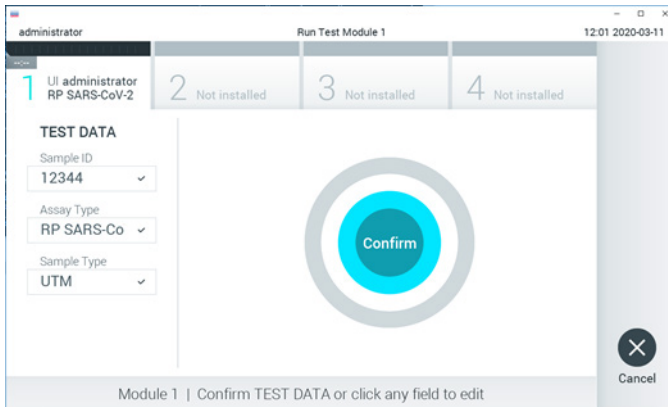 administrator
Run Test Module 1
12:01 2020-03-11
--:--
1
UI administrator
RP SARS-CoV-2
2 Not installed
3 Not installed
4 Not installed
TEST DATA
Sample ID
12344
Assay Type
RP SARS-Co
Sample Type
UTM
Confirm
Cancel
Module 1 | Confirm TEST DATA or click any field to edit